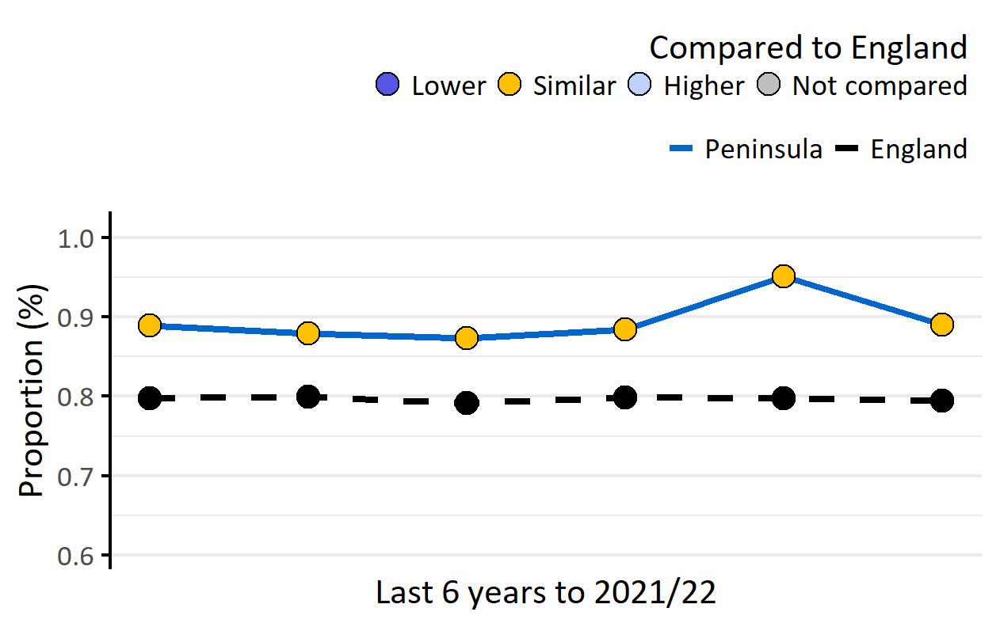 Compared to England
Lower Similar Higher Not compared
Peninsula England
1.0
0.9
0.8
0.7
0.6
Proportion (%)
Last 6 years to 2021/22